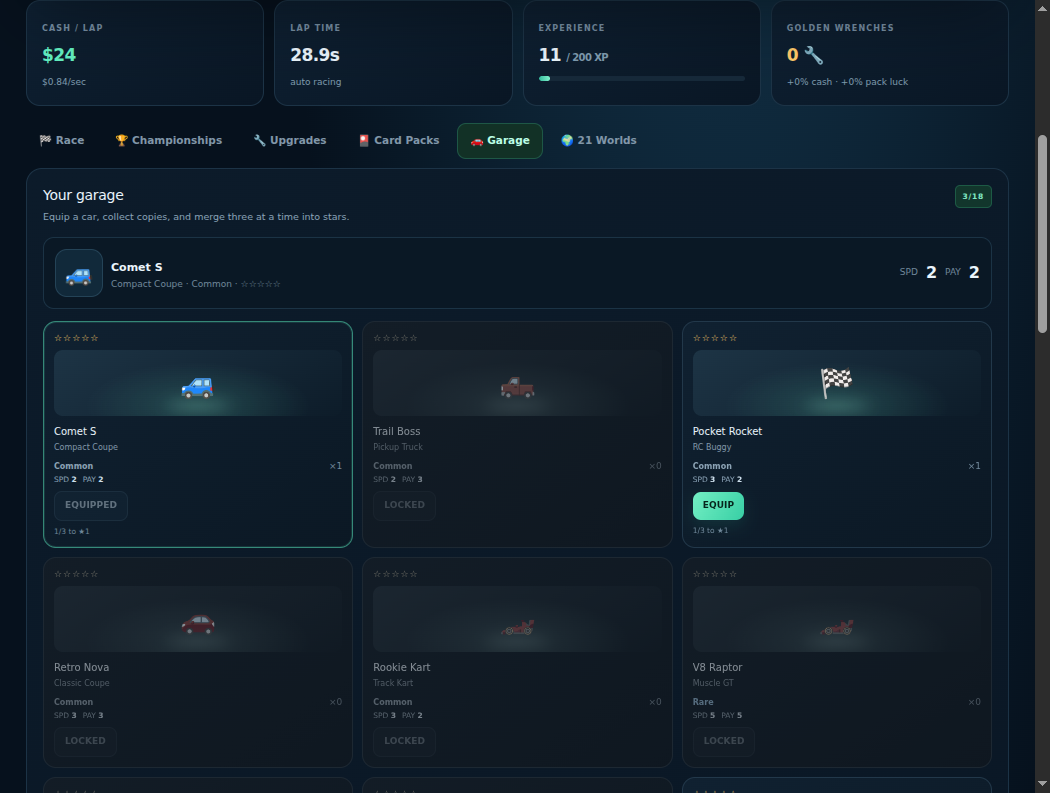 CASH / LAP
$24
$0.84/sec
LAP TIME
28.9s
auto racing
EXPERIENCE
11 / 200 XP
GOLDEN WRENCHES
0
+0% cash · +0% pack luck
Race
Championships
Upgrades
Card Packs
Garage
21 Worlds
Your garage
3/18
Equip a car, collect copies, and merge three at a time into stars.
Comet S
Compact Coupe · Common · ☆☆☆☆☆
SPD 2 PAY 2
☆☆☆☆☆
Comet S
Compact Coupe
Common ×1
SPD 2 PAY 2
EQUIPPED
1/3 to ★1
☆☆☆☆☆
Trail Boss
Pickup Truck
Common ×0
SPD 2 PAY 3
LOCKED
☆☆☆☆☆
Pocket Rocket
RC Buggy
Common ×1
SPD 3 PAY 2
EQUIP
1/3 to ★1
☆☆☆☆☆
Retro Nova
Classic Coupe
Common ×0
SPD 3 PAY 3
LOCKED
☆☆☆☆☆
Rookie Kart
Track Kart
Common ×0
SPD 3 PAY 2
LOCKED
☆☆☆☆☆
V8 Raptor
Muscle GT
Rare ×0
SPD 5 PAY 5
LOCKED